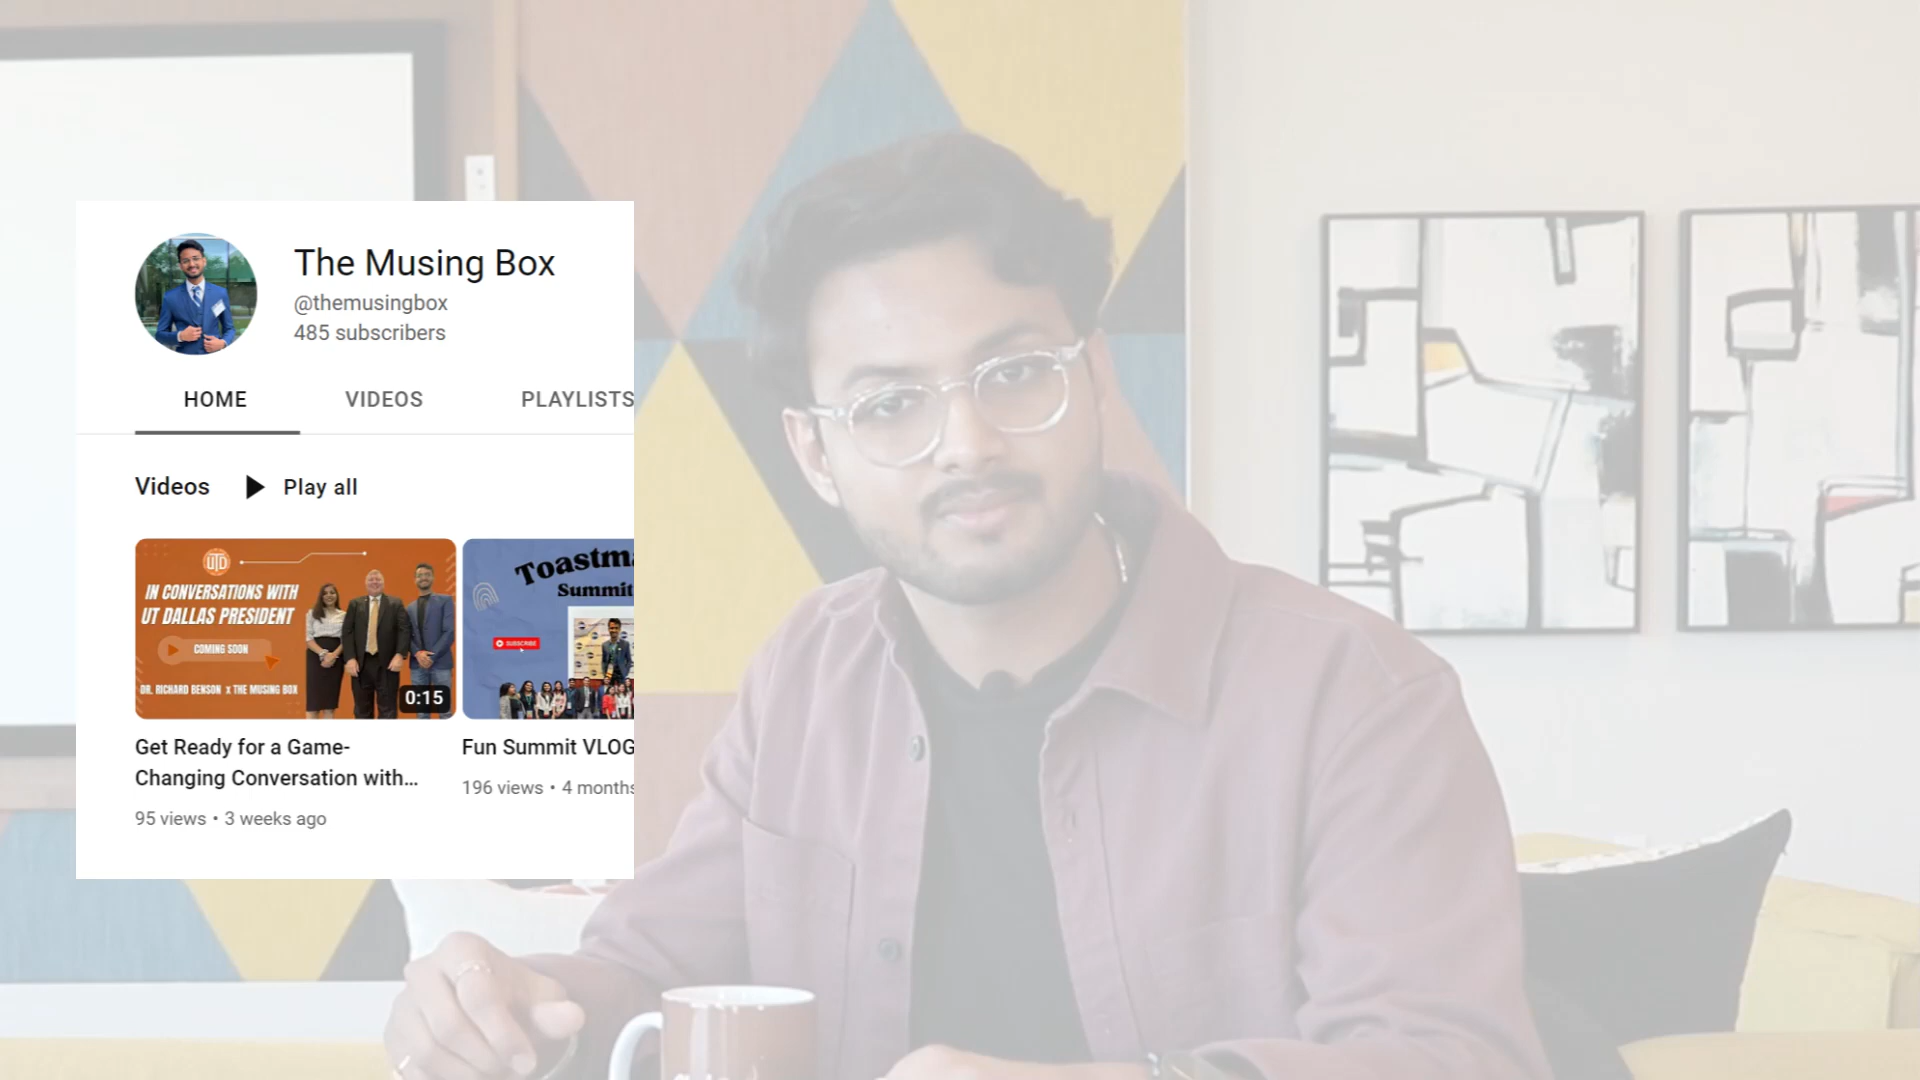 The Musing Box
@themusingbox
485 subscribers
HOME VIDEOS PLAYLISTS
Videos Play all
UTD
IN CONVERSATIONS WITH
UT DALLAS PRESIDENT
COMING SOON
DR. RICHARD BENSON x THE MUSING BOX
0:15
Toastma
Summit
SUBSCRIBE
Get Ready for a Game-
Changing Conversation with...
95 views • 3 weeks ago
Fun Summit VLOG
196 views • 4 months